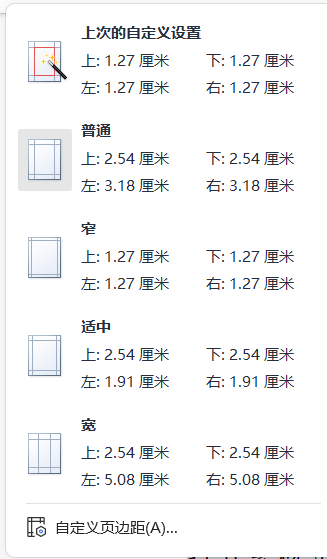 上次的自定义设置
上: 1.27 厘米 下: 1.27 厘米
左: 1.27 厘米 右: 1.27 厘米
普通
上: 2.54 厘米 下: 2.54 厘米
左: 3.18 厘米 右: 3.18 厘米
窄
上: 1.27 厘米 下: 1.27 厘米
左: 1.27 厘米 右: 1.27 厘米
适中
上: 2.54 厘米 下: 2.54 厘米
左: 1.91 厘米 右: 1.91 厘米
宽
上: 2.54 厘米 下: 2.54 厘米
左: 5.08 厘米 右: 5.08 厘米
自定义页边距(A)...